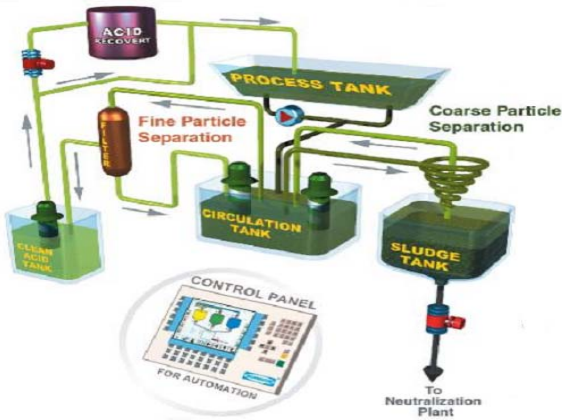 ACID
RECOVERY
PROCESS TANK
Fine Particle
Separation
Coarse Particle
Separation
FILTER
CIRCULATION
TANK
CLEAN
ACID
TANK
SLUDGE
TANK
CONTROL PANEL
FOR AUTOMATION
To
Neutralization
Plant